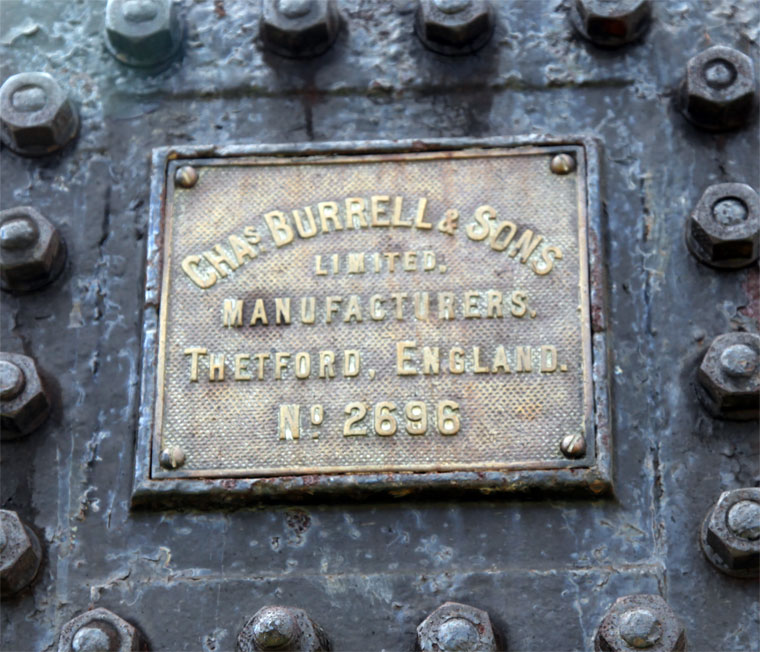 CHAS BURRELL & SONS
LIMITED.
MANUFACTURERS.
THETFORD, ENGLAND.
No 2696